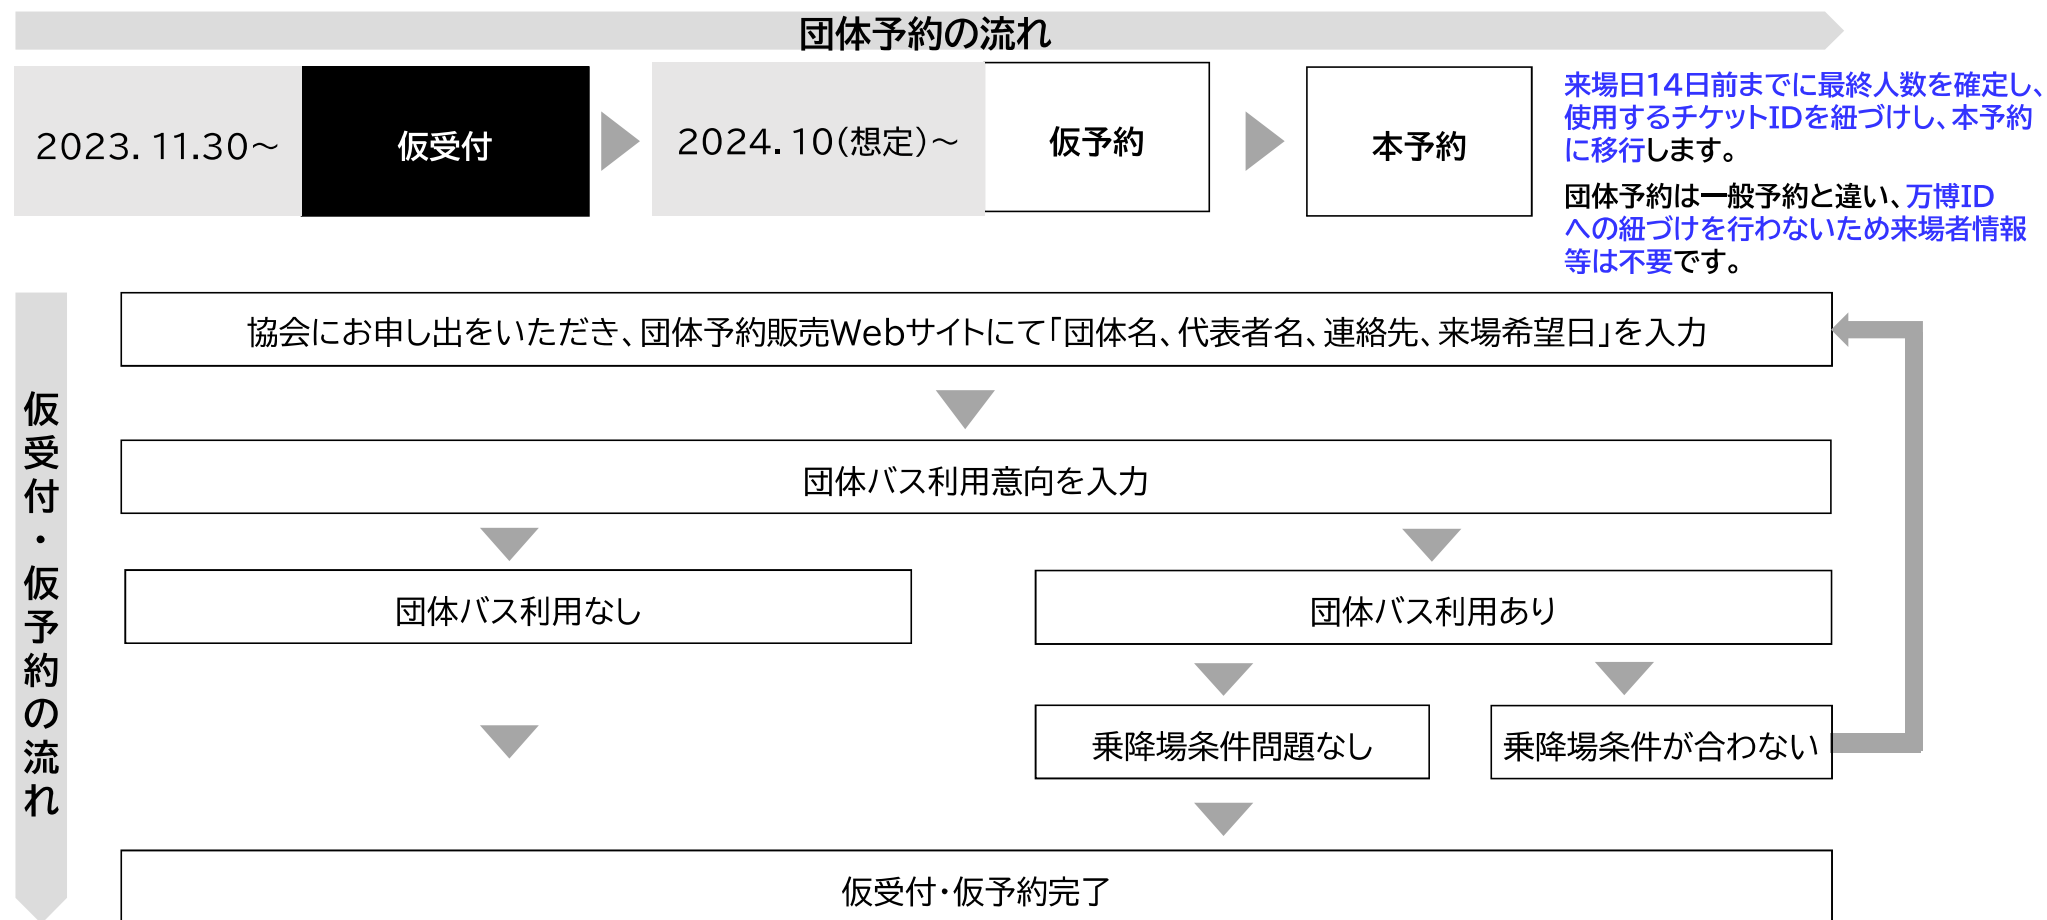 団体予約の流れ
2023. 11.30～
仮受付
2024. 10(想定)～
仮予約
本予約
来場日14日前までに最終人数を確定し、
使用するチケットIDを紐づけし、本予約
に移行します。
団体予約は一般予約と違い、万博ID
への紐づけを行わないため来場者情報
等は不要です。
仮受付・仮予約の流れ
協会にお申し出をいただき、団体予約販売Webサイトにて「団体名、代表者名、連絡先、来場希望日」を入力
団体バス利用意向を入力
団体バス利用なし
団体バス利用あり
乗降場条件問題なし
乗降場条件が合わない
仮受付・仮予約完了